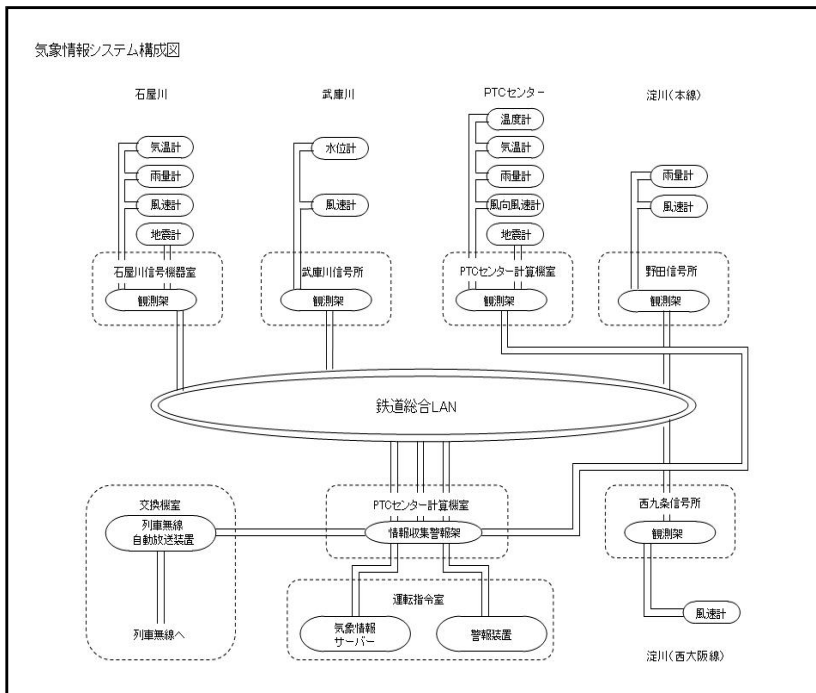 気象情報システム構成図
石屋川
武庫川
PTCセンター
淀川(本線)
気温計
雨量計
風速計
地震計
水位計
風速計
温度計
気温計
雨量計
風向風速計
地震計
雨量計
風速計
石屋川信号機器室
観測架
武庫川信号所
観測架
PTCセンター計算機室
観測架
野田信号所
観測架
鉄道総合LAN
交換機室
列車無線
自動放送装置
列車無線へ
PTCセンター計算機室
情報収集警報架
運転指令室
気象情報
サーバー
警報装置
西九条信号所
観測架
風速計
淀川(西大阪線)